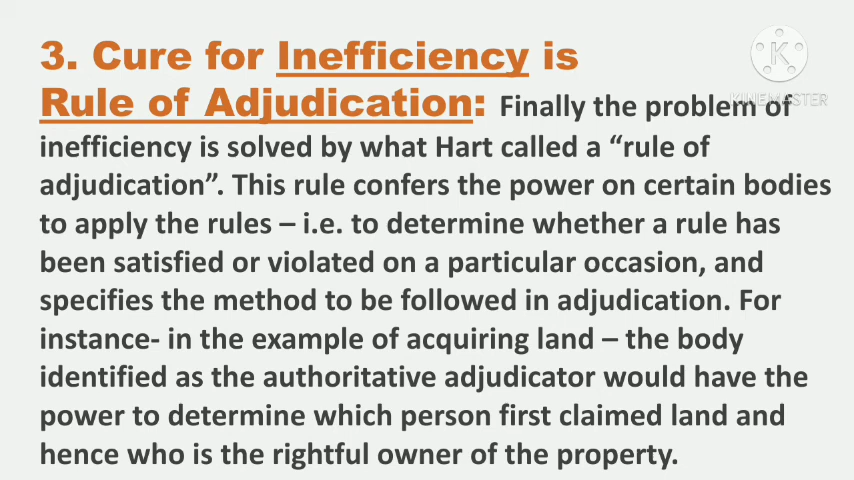 3. Cure for Inefficiency is
Rule of Adjudication: Finally the problem of
inefficiency is solved by what Hart called a “rule of
adjudication”. This rule confers the power on certain bodies
to apply the rules – i.e. to determine whether a rule has
been satisfied or violated on a particular occasion, and
specifies the method to be followed in adjudication. For
instance- in the example of acquiring land – the body
identified as the authoritative adjudicator would have the
power to determine which person first claimed land and
hence who is the rightful owner of the property.
K
KINEMASTER